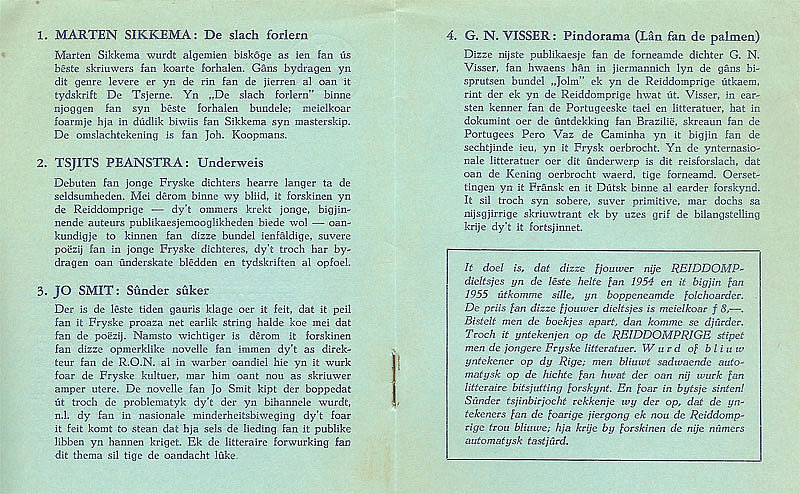 1. MARTEN SIKKEMA: De slach forlern
Marten Sikkema wurdt algemien biskôge as ien fan ús
bêste skriuwers fan koarte forhalen. Gâns bydragen yn
dit genre levere er yn de rin fan de jierren al oan it
tydskrift De Tsjerne. Yn „De slach forlern” binne
njoggen fan syn bêste forhalen bundele; meielkoar
foarmje hja in dúdlik biwiis fan Sikkema syn masterskip.
De omslachtekening is fan Joh. Koopmans.
2. TSJITS PEANSTRA: Underweis
Debuten fan jonge Fryske dichters hearre langer ta de
seldsumheden. Mei dêrom binne wy bliid, it forskinen yn
de Reiddomprige — dy't ommers krekt jonge, bigjin-
nende auteurs publikaesjemooglikheden biede wol — oan-
kundigje to kinnen fan dizze bundel ienfâldige, suvere
poëzij fan in jonge Fryske dichteres, dy't troch har by-
dragen oan ûnderskate blêdden en tydskriften al opfoel.
3. JO SMIT: Sûnder sûker
Der is de lêste tiden gauris klage oer it feit, dat it peil
fan it Fryske proaza net earlik string halde koe mei dat
fan de poëzij. Namsto wichtiger is dêrom it forskinen
fan dizze opmerklike novelle fan immen dy't as direk-
teur fan de R.O.N. al in warber oandiel hie yn it wurk
foar de Fryske kultuer, mar him oant nou as skriuwer
amper utere. De novelle fan Jo Smit kipt der boppedat
út troch de problematyk dy't der yn bihannele wurdt,
n.l. dy fan in nasionale minderheitsbiweging dy't foar
it feit komt to stean dat hja sels de lieding fan it publike
libben yn hannen kriget. Ek de litteraire forwurking fan
dit thema sil tige de oandacht lûke.
4. G. N. VISSER: Pindorama (Lân fan de palmen)
Dizze nijste publikaesje fan de forneamde dichter G. N.
Visser, fan hwaens hân in jiermannich lyn de gâns bi-
sprutsen bundel „Jolm” ek yn de Reiddomprige útkaem,
rint der ek yn de Reiddomprige hwat út. Visser, in ear-
sten kenner fan de Portugeeske tael en litteratuer, hat in
dokumint oer de ûntdekking fan Brazilië, skreaun fan de
Portugees Pero Vaz de Caminha yn it bigjin fan de
sechtjinde ieu, yn it Frysk oerbrocht. Yn de ynternasio-
nale litteratuer oer dit ûnderwerp is dit reisforslach, dat
oan de Kening oerbrocht waerd, tige forneamd. Oerset-
tingen yn it Frânsk en it Dútsk binne al earder forskynd.
It sil troch syn sobere, suver primitive, mar dochs sa
nijsgjirrige skriuwtrant ek by uzes grif de bilangstelling
krije dy't it fortsjinnet.
It doel is, dat dizze fjouwer nije REIDDOMP-
dieltsjes yn de lêste helte fan 1954 en it bigjin fan
1955 útkomme sille, yn boppeneamde folchoarder.
De priis fan dizze fjouwer dieltsjes is meielkoar f 8,—.
Bistelt men de boekjes apart, dan komme se djûrder.
Troch it yntekenjen op de REIDDOMPRIGE stipet
men de jongere Fryske litteratuer. Wurd of bliuw
yntekener op dy Rige; men bliuwt sadwaende auto-
matysk op de hichte fan hwat der oan nij wurk fan
litteraire bitsjutting forskynt. En foar in bytsje sinten!
Sûnder tsjinbirjocht rekkenje wy der op, dat de yn-
tekeners fan de foarige jiergong ek nou de Reiddomp-
rige trou bliuwe; hja krije by forskinen de nije nûmers
automatysk tastjûrd.